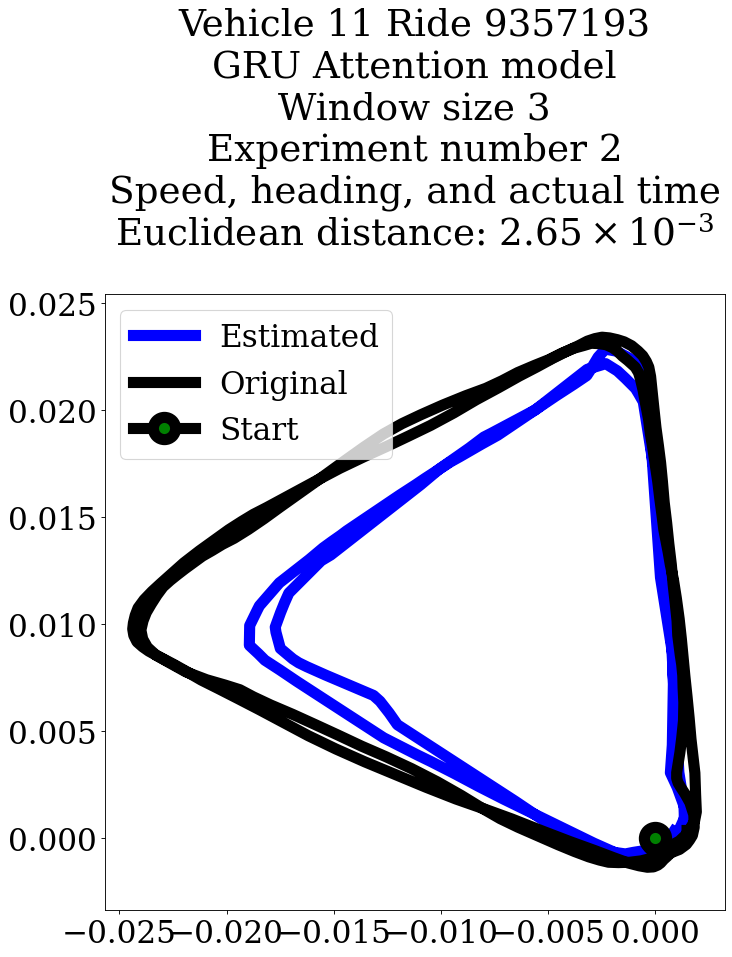 Vehicle 11 Ride 9357193
GRU Attention model
Window size 3
Experiment number 2
Speed, heading, and actual time
Euclidean distance: 2.65 × 10⁻³
0.025
Estimated
Original
0.020
Start
0.015
0.010
0.005
0.000
−0.025 −0.020 −0.015 −0.010 −0.005 0.000